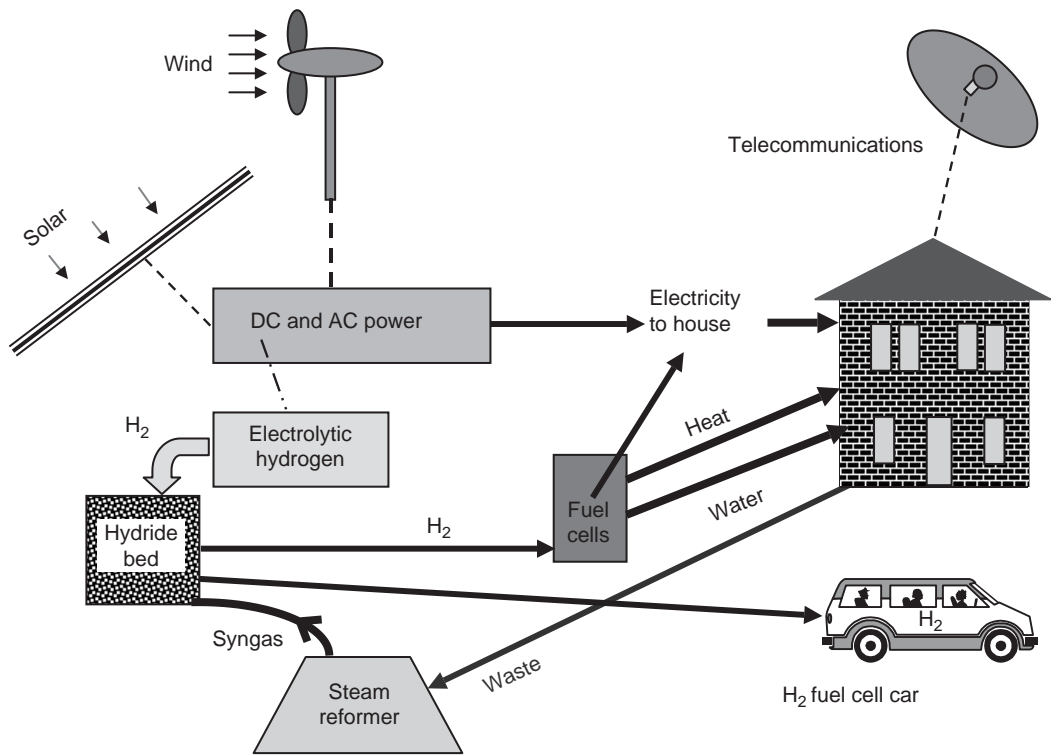 Wind
Telecommunications
Solar
DC and AC power
Electricity
to house
H2
Electrolytic
hydrogen
Heat
Water
Fuel
cells
Hydride
bed
H2
H2
Syngas
Waste
Steam
reformer
H2 fuel cell car